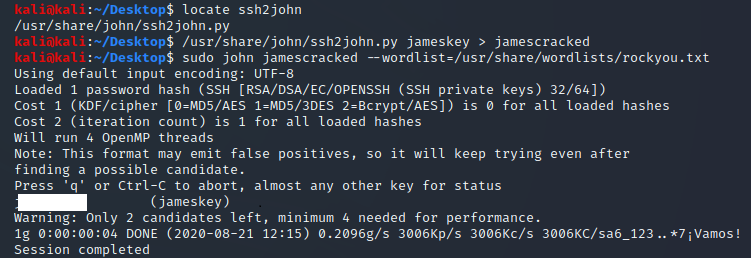 kali@kali:~/Desktop$ locate ssh2john
/usr/share/john/ssh2john.py
kali@kali:~/Desktop$ /usr/share/john/ssh2john.py jameskey > jamescracked
kali@kali:~/Desktop$ sudo john jamescracked --wordlist=/usr/share/wordlists/rockyou.txt
Using default input encoding: UTF-8
Loaded 1 password hash (SSH [RSA/DSA/EC/OPENSSH (SSH private keys) 32/64])
Cost 1 (KDF/cipher [0=MD5/AES 1=MD5/3DES 2=Bcrypt/AES]) is 0 for all loaded hashes
Cost 2 (iteration count) is 1 for all loaded hashes
Will run 4 OpenMP threads
Note: This format may emit false positives, so it will keep trying even after
finding a possible candidate.
Press 'q' or Ctrl-C to abort, almost any other key for status
(jameskey)
Warning: Only 2 candidates left, minimum 4 needed for performance.
1g 0:00:00:04 DONE (2020-08-21 12:15) 0.2096g/s 3006Kp/s 3006Kc/s 3006KC/sa6_123..*7¡Vamos!
Session completed